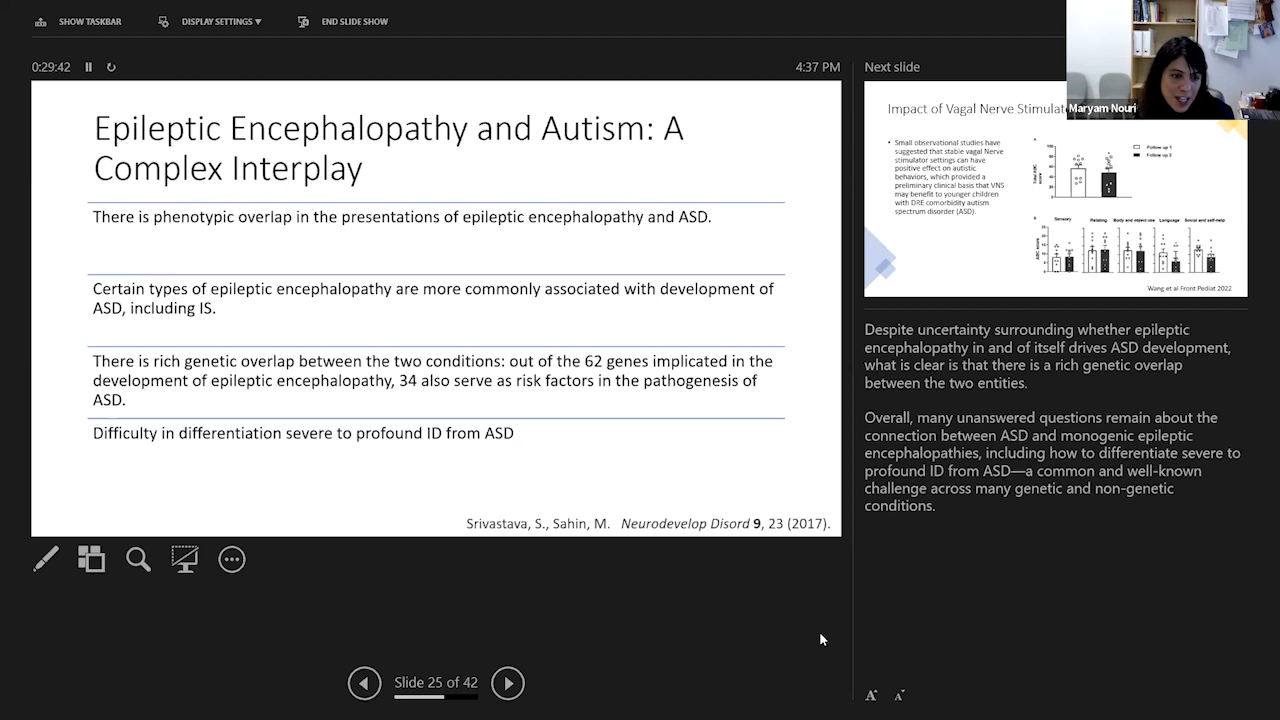 SHOW TASKBAR
DISPLAY SETTINGS ▼
END SLIDE SHOW
0:29:42
4:37 PM
Epileptic Encephalopathy and Autism: A
Complex Interplay
There is phenotypic overlap in the presentations of epileptic encephalopathy and ASD.
Certain types of epileptic encephalopathy are more commonly associated with development of
ASD, including IS.
There is rich genetic overlap between the two conditions: out of the 62 genes implicated in the
development of epileptic encephalopathy, 34 also serve as risk factors in the pathogenesis of
ASD.
Difficulty in differentiation severe to profound ID from ASD
Srivastava, S., Sahin, M. Neurodevelop Disord 9, 23 (2017).
Slide 25 of 42
Next slide
Maryam Nouri
Impact of Vagal Nerve Stimulat
• Small observational studies have
suggested that stable vagal Nerve
stimulator settings can have
positive effect on autistic
behaviors, which provided a
preliminary clinical basis that VNS
may benefit to younger children
with DRE comorbidity autism
spectrum disorder (ASD).
Follow up 1
Follow up 2
Total ABC
score
100
80
60
40
20
0
Sensory
Relating
Body and object use
Language
Social and self-help
ABC score
Wang et al Front Pediat 2022
Despite uncertainty surrounding whether epileptic
encephalopathy in and of itself drives ASD development,
what is clear is that there is a rich genetic overlap
between the two entities.
Overall, many unanswered questions remain about the
connection between ASD and monogenic epileptic
encephalopathies, including how to differentiate severe to
profound ID from ASD—a common and well-known
challenge across many genetic and non-genetic
conditions.
A
A